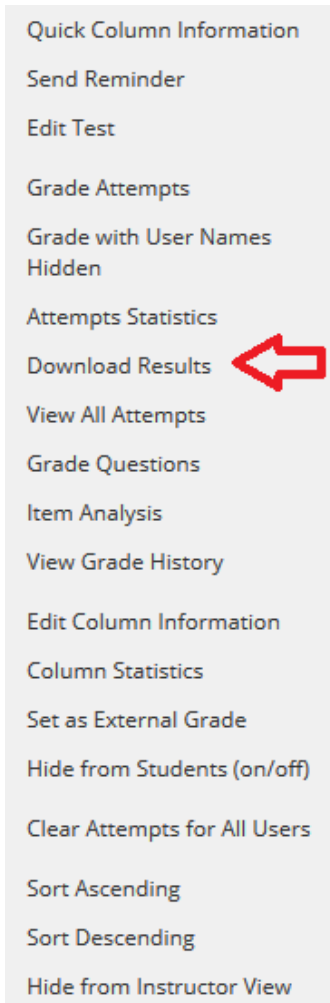 Quick Column Information
Send Reminder
Edit Test
Grade Attempts
Grade with User Names
Hidden
Attempts Statistics
Download Results
View All Attempts
Grade Questions
Item Analysis
View Grade History
Edit Column Information
Column Statistics
Set as External Grade
Hide from Students (on/off)
Clear Attempts for All Users
Sort Ascending
Sort Descending
Hide from Instructor View